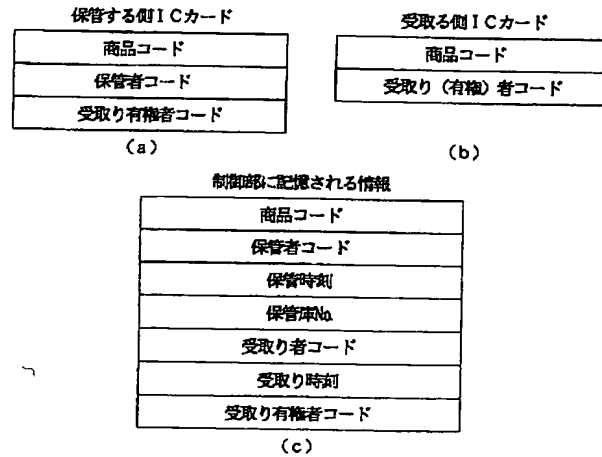 保管する側ICカード
商品コード
保管者コード
受取り有権者コード
(a)
受取る側ICカード
商品コード
受取り(有権)者コード
(b)
制御部に記憶される情報
商品コード
保管者コード
保管時刻
保管庫No.
受取り者コード
受取り時刻
受取り有権者コード
(c)